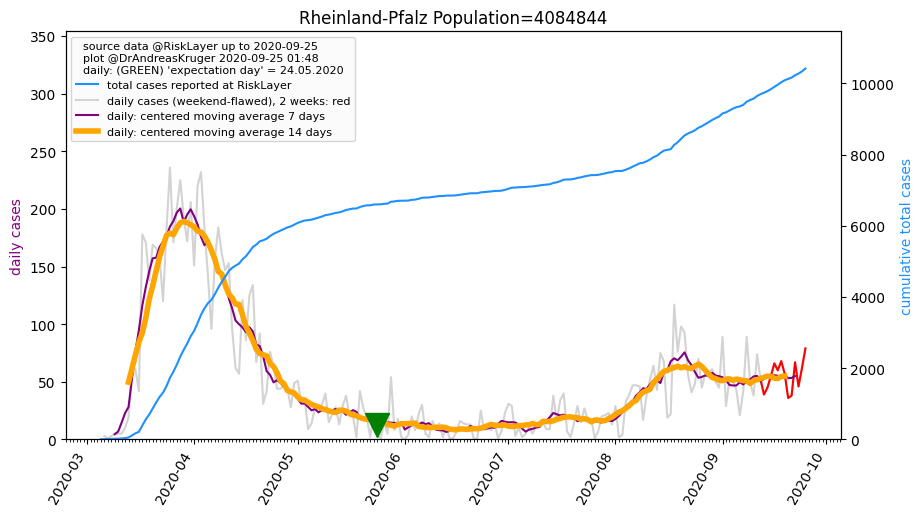 Rheinland-Pfalz Population=4084844
source data @RiskLayer up to 2020-09-25
plot @DrAndreasKruger 2020-09-25 01:48
daily: (GREEN) 'expectation day' = 24.05.2020
total cases reported at RiskLayer
daily cases (weekend-flawed), 2 weeks: red
daily: centered moving average 7 days
daily: centered moving average 14 days
daily cases
350
300
250
200
150
100
50
0
10000
8000
6000
4000
2000
0
cumulative total cases
2020-03
2020-04
2020-05
2020-06
2020-07
2020-08
2020-09
2020-10